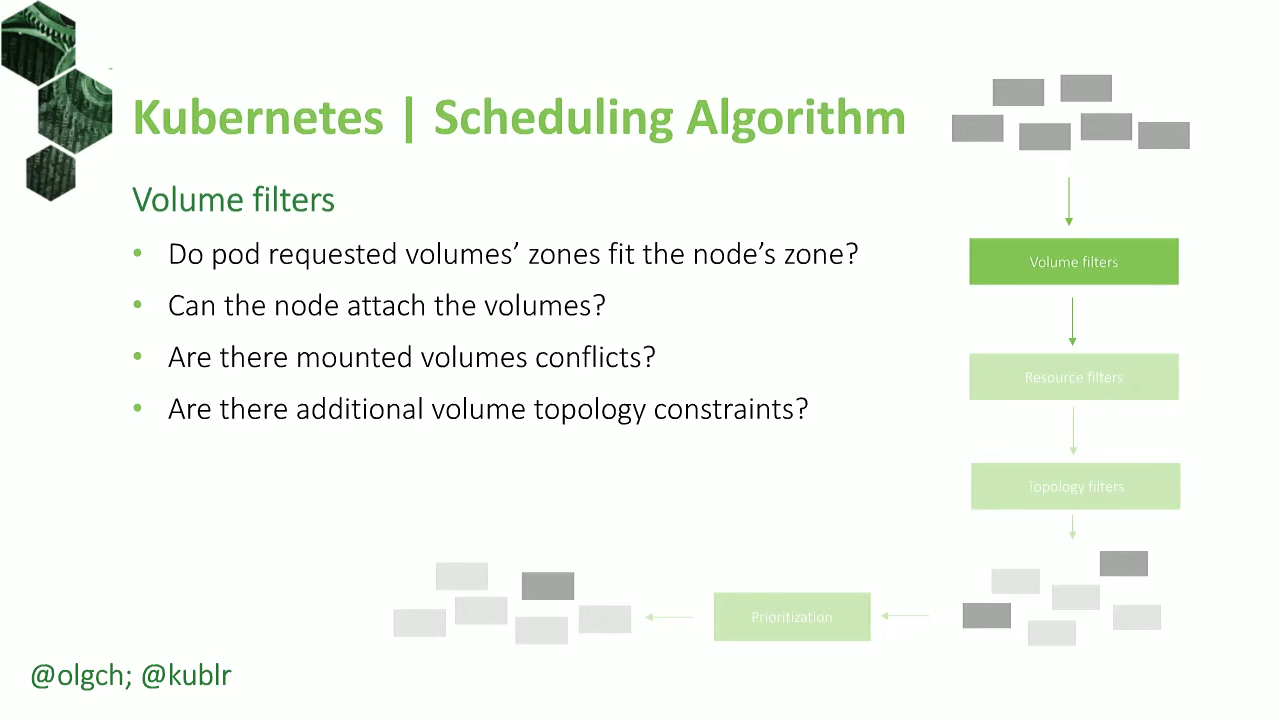 Kubernetes | Scheduling Algorithm
Volume filters
• Do pod requested volumes’ zones fit the node’s zone?
• Can the node attach the volumes?
• Are there mounted volumes conflicts?
• Are there additional volume topology constraints?
Volume filters
Resource filters
Topology filters
Prioritization
@olgch; @kublr